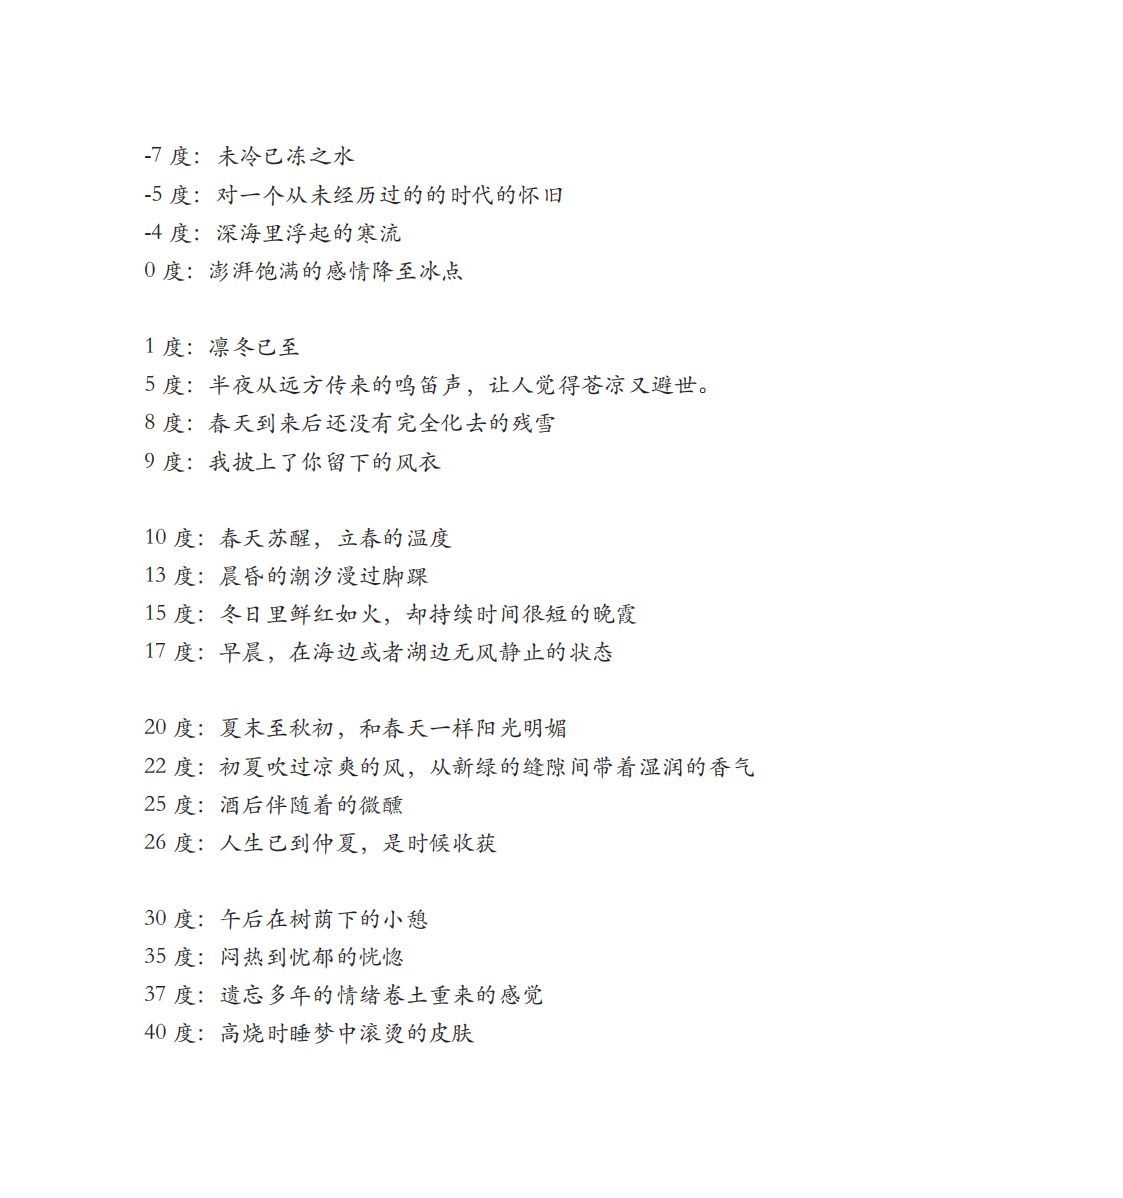 -7 度：未冷已冻之水
-5 度：对一个从未经历过的的时代的怀旧
-4 度：深海里浮起的寒流
0 度：澎湃饱满的感情降至冰点
1 度：凛冬已至
5 度：半夜从远方传来的鸣笛声，让人觉得苍凉又避世。
8 度：春天到来后还没有完全化去的残雪
9 度：我披上了你留下的风衣
10 度：春天苏醒，立春的温度
13 度：晨昏的潮汐漫过脚踝
15 度：冬日里鲜红如火，却持续时间很短的晚霞
17 度：早晨，在海边或者湖边无风静止的状态
20 度：夏末至秋初，和春天一样阳光明媚
22 度：初夏吹过凉爽的风，从新绿的缝隙间带着湿润的香气
25 度：酒后伴随着的微醺
26 度：人生已到仲夏，是时候收获
30 度：午后在树荫下的小憩
35 度：闷热到忧郁的恍惚
37 度：遗忘多年的情绪卷土重来的感觉
40 度：高烧时睡梦中滚烫的皮肤